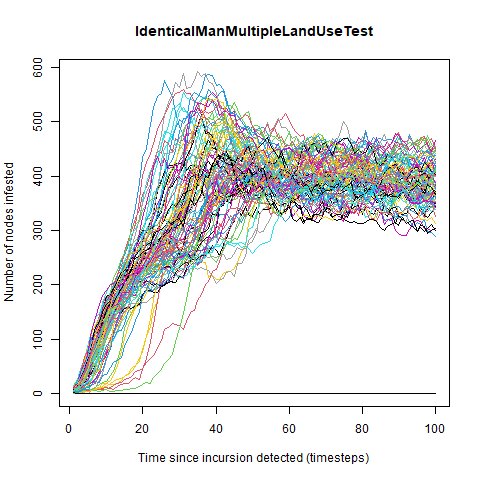 IdenticalManMultipleLandUseTest
Number of nodes infested
600
500
400
300
200
100
0
0 20 40 60 80 100
Time since incursion detected (timesteps)